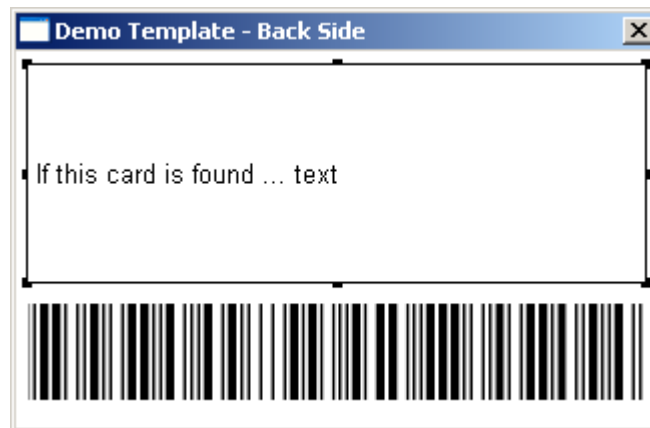 Demo Template - Back Side
If this card is found ... text